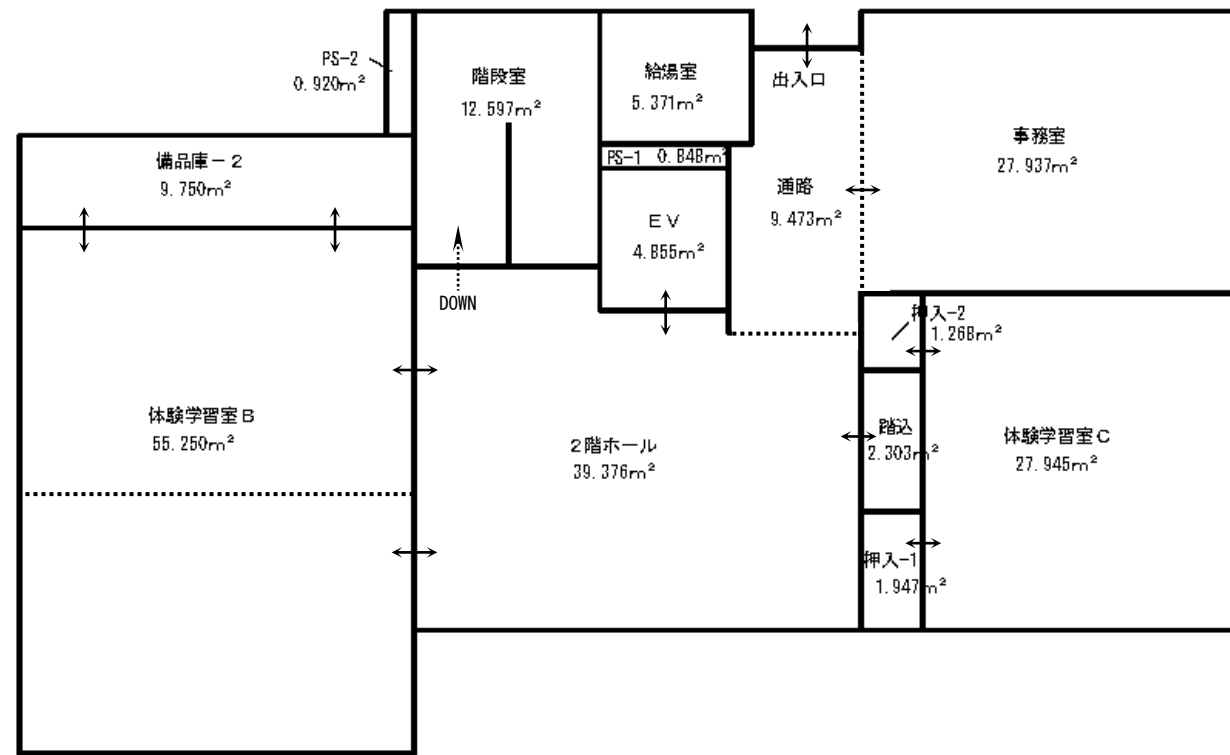 PS-2
0.920m²
階段室
12.597m²
給湯室
5.371m²
出入口
事務室
27.937m²
備品庫－2
9.750m²
PS-1 0.848m²
通路
9.473m²
ＥＶ
4.855m²
DOWN
押入-2
1.268m²
体験学習室Ｂ
55.250m²
２階ホール
39.376m²
踏込
2.303m²
体験学習室Ｃ
27.945m²
押入-1
1.947m²